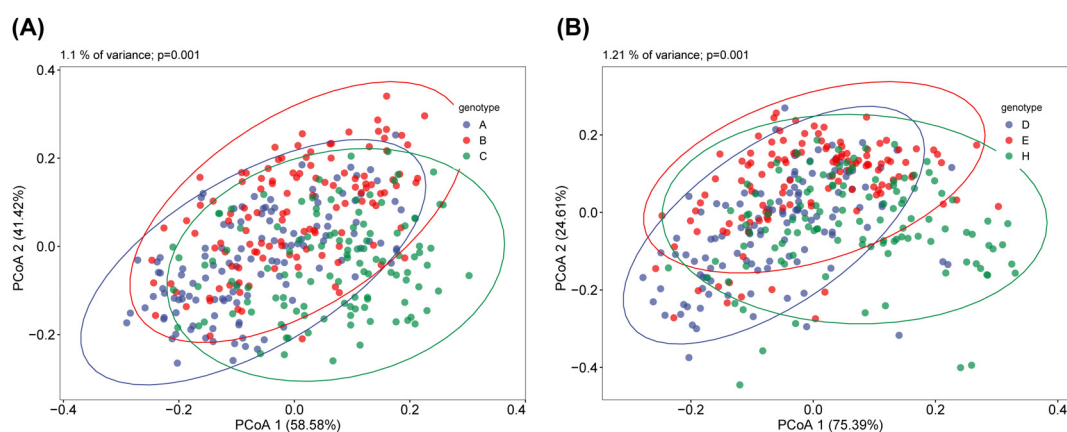 (A)
1.1 % of variance; p=0.001
0.4
0.2
0.0
−0.2
PCoA 2 (41.42%)
−0.4
−0.2
0.0
0.2
0.4
PCoA 1 (58.58%)
genotype
A
B
C
(B)
1.21 % of variance; p=0.001
0.2
0.0
−0.2
−0.4
PCoA 2 (24.61%)
−0.4
−0.2
0.0
0.2
0.4
PCoA 1 (75.39%)
genotype
D
E
H